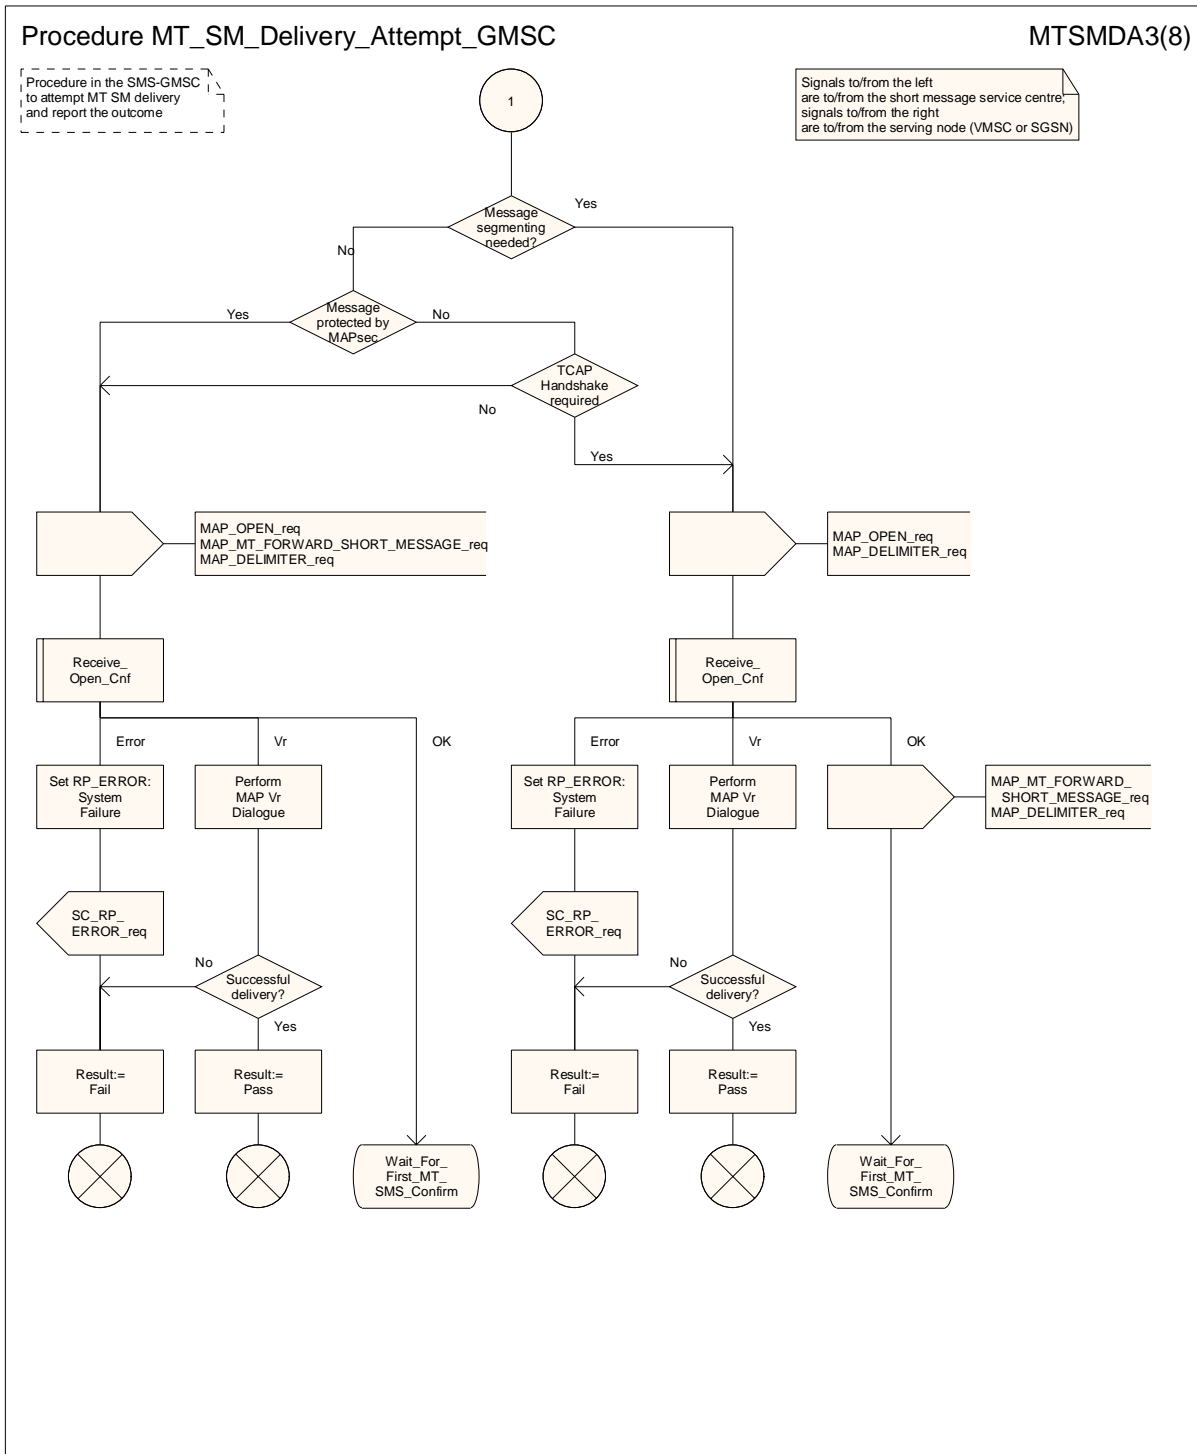 Procedure MT_SM_Delivery_Attempt_GMSC
MTSMDA3(8)
Procedure in the SMS-GMSC
to attempt MT SM delivery
and report the outcome
1
Signals to/from the left
are to/from the short message service centre;
signals to/from the right
are to/from the serving node (VMSC or SGSN)
Message
segmenting
needed?
Yes
No
Message
protected by
MAPsec
Yes
No
TCAP
Handshake
required
No
Yes
MAP_OPEN_req
MAP_MT_FORWARD_SHORT_MESSAGE_req
MAP_DELIMITER_req
MAP_OPEN_req
MAP_DELIMITER_req
Receive_
Open_Cnf
Receive_
Open_Cnf
Error
Vr
OK
Error
Vr
OK
Set RP_ERROR:
System
Failure
Perform
MAP Vr
Dialogue
Set RP_ERROR:
System
Failure
Perform
MAP Vr
Dialogue
MAP_MT_FORWARD_
SHORT_MESSAGE_req
MAP_DELIMITER_req
SC_RP_
ERROR_req
SC_RP_
ERROR_req
No
Successful
delivery?
Yes
No
Successful
delivery?
Yes
Result:=
Fail
Result:=
Pass
Result:=
Fail
Result:=
Pass
Wait_For_
First_MT_
SMS_Confirm
Wait_For_
First_MT_
SMS_Confirm